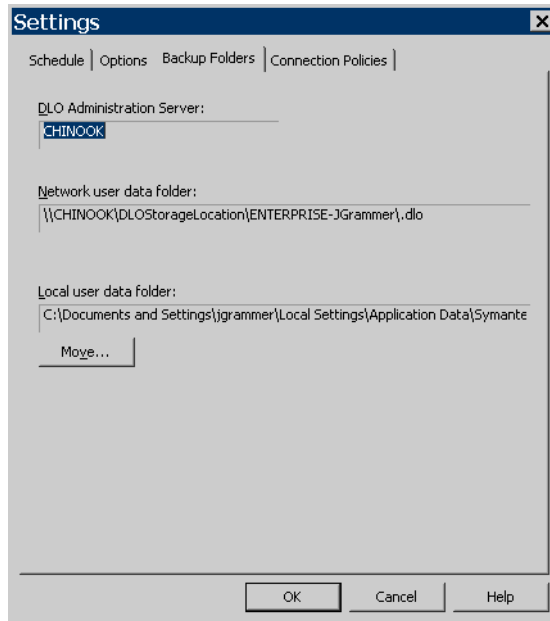 Settings
Schedule Options Backup Folders Connection Policies
DLO Administration Server:
CHINOOK
Network user data folder:
\\CHINOOK\DLOStorageLocation\ENTERPRISE-JGrammer\.dlo
Local user data folder:
C:\Documents and Settings\jgrammer\Local Settings\Application Data\Symante
Move...
OK Cancel Help